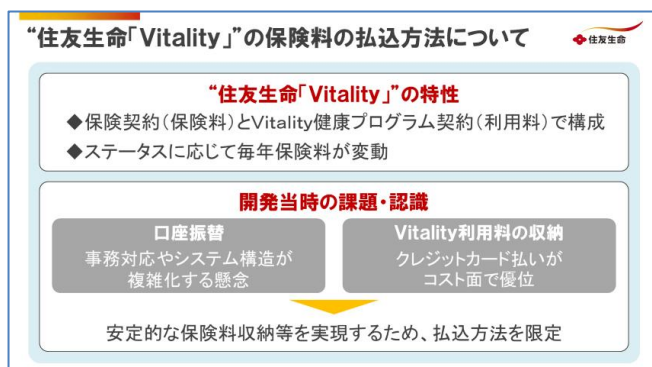 “住友生命「Vitality」”の保険料の払込方法について
住友生命
“住友生命「Vitality」”の特性
◆保険契約(保険料)とVitality健康プログラム契約(利用料)で構成
◆ステータスに応じて毎年保険料が変動
開発当時の課題・認識
口座振替
事務対応やシステム構造が
複雑化する懸念
Vitality利用料の収納
クレジットカード払いが
コスト面で優位
安定的な保険料収納等を実現するため、払込方法を限定